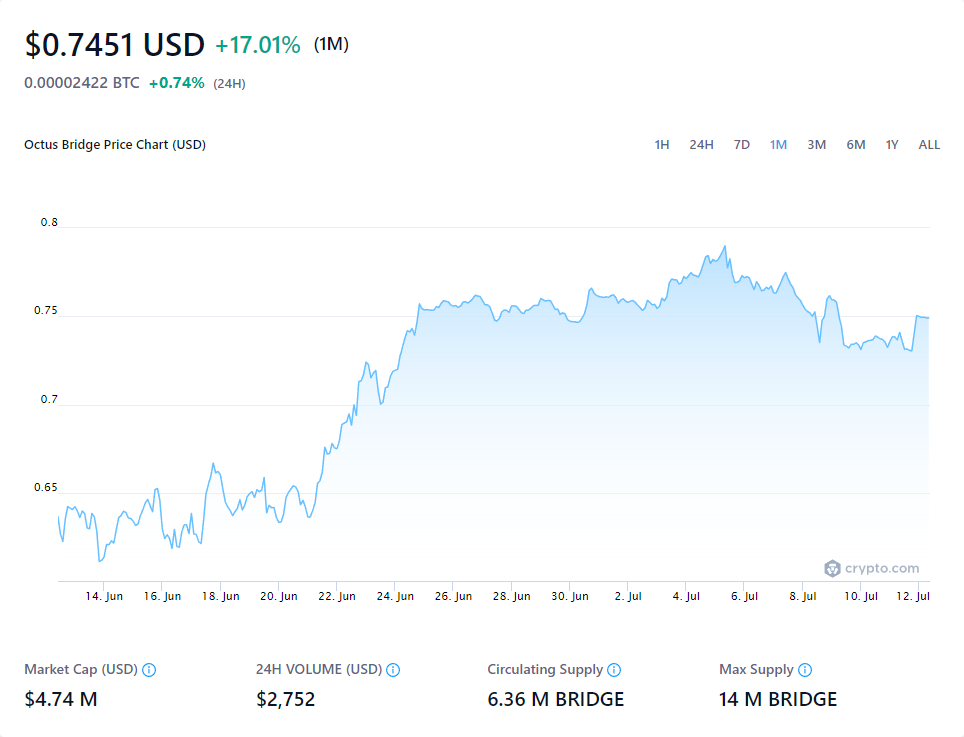 $0.7451 USD +17.01% (1M)
0.00002422 BTC +0.74% (24H)
Octus Bridge Price Chart (USD) 1H 24H 7D 1M 3M 6M 1Y ALL
0.8
0.75
0.7
0.65
crypto.com
14. Jun 16. Jun 18. Jun 20. Jun 22. Jun 24. Jun 26. Jun 28. Jun 30. Jun 2. Jul 4. Jul 6. Jul 8. Jul 10. Jul 12. Jul
Market Cap (USD) 24H VOLUME (USD) Circulating Supply Max Supply
$4.74 M $2,752 6.36 M BRIDGE 14 M BRIDGE